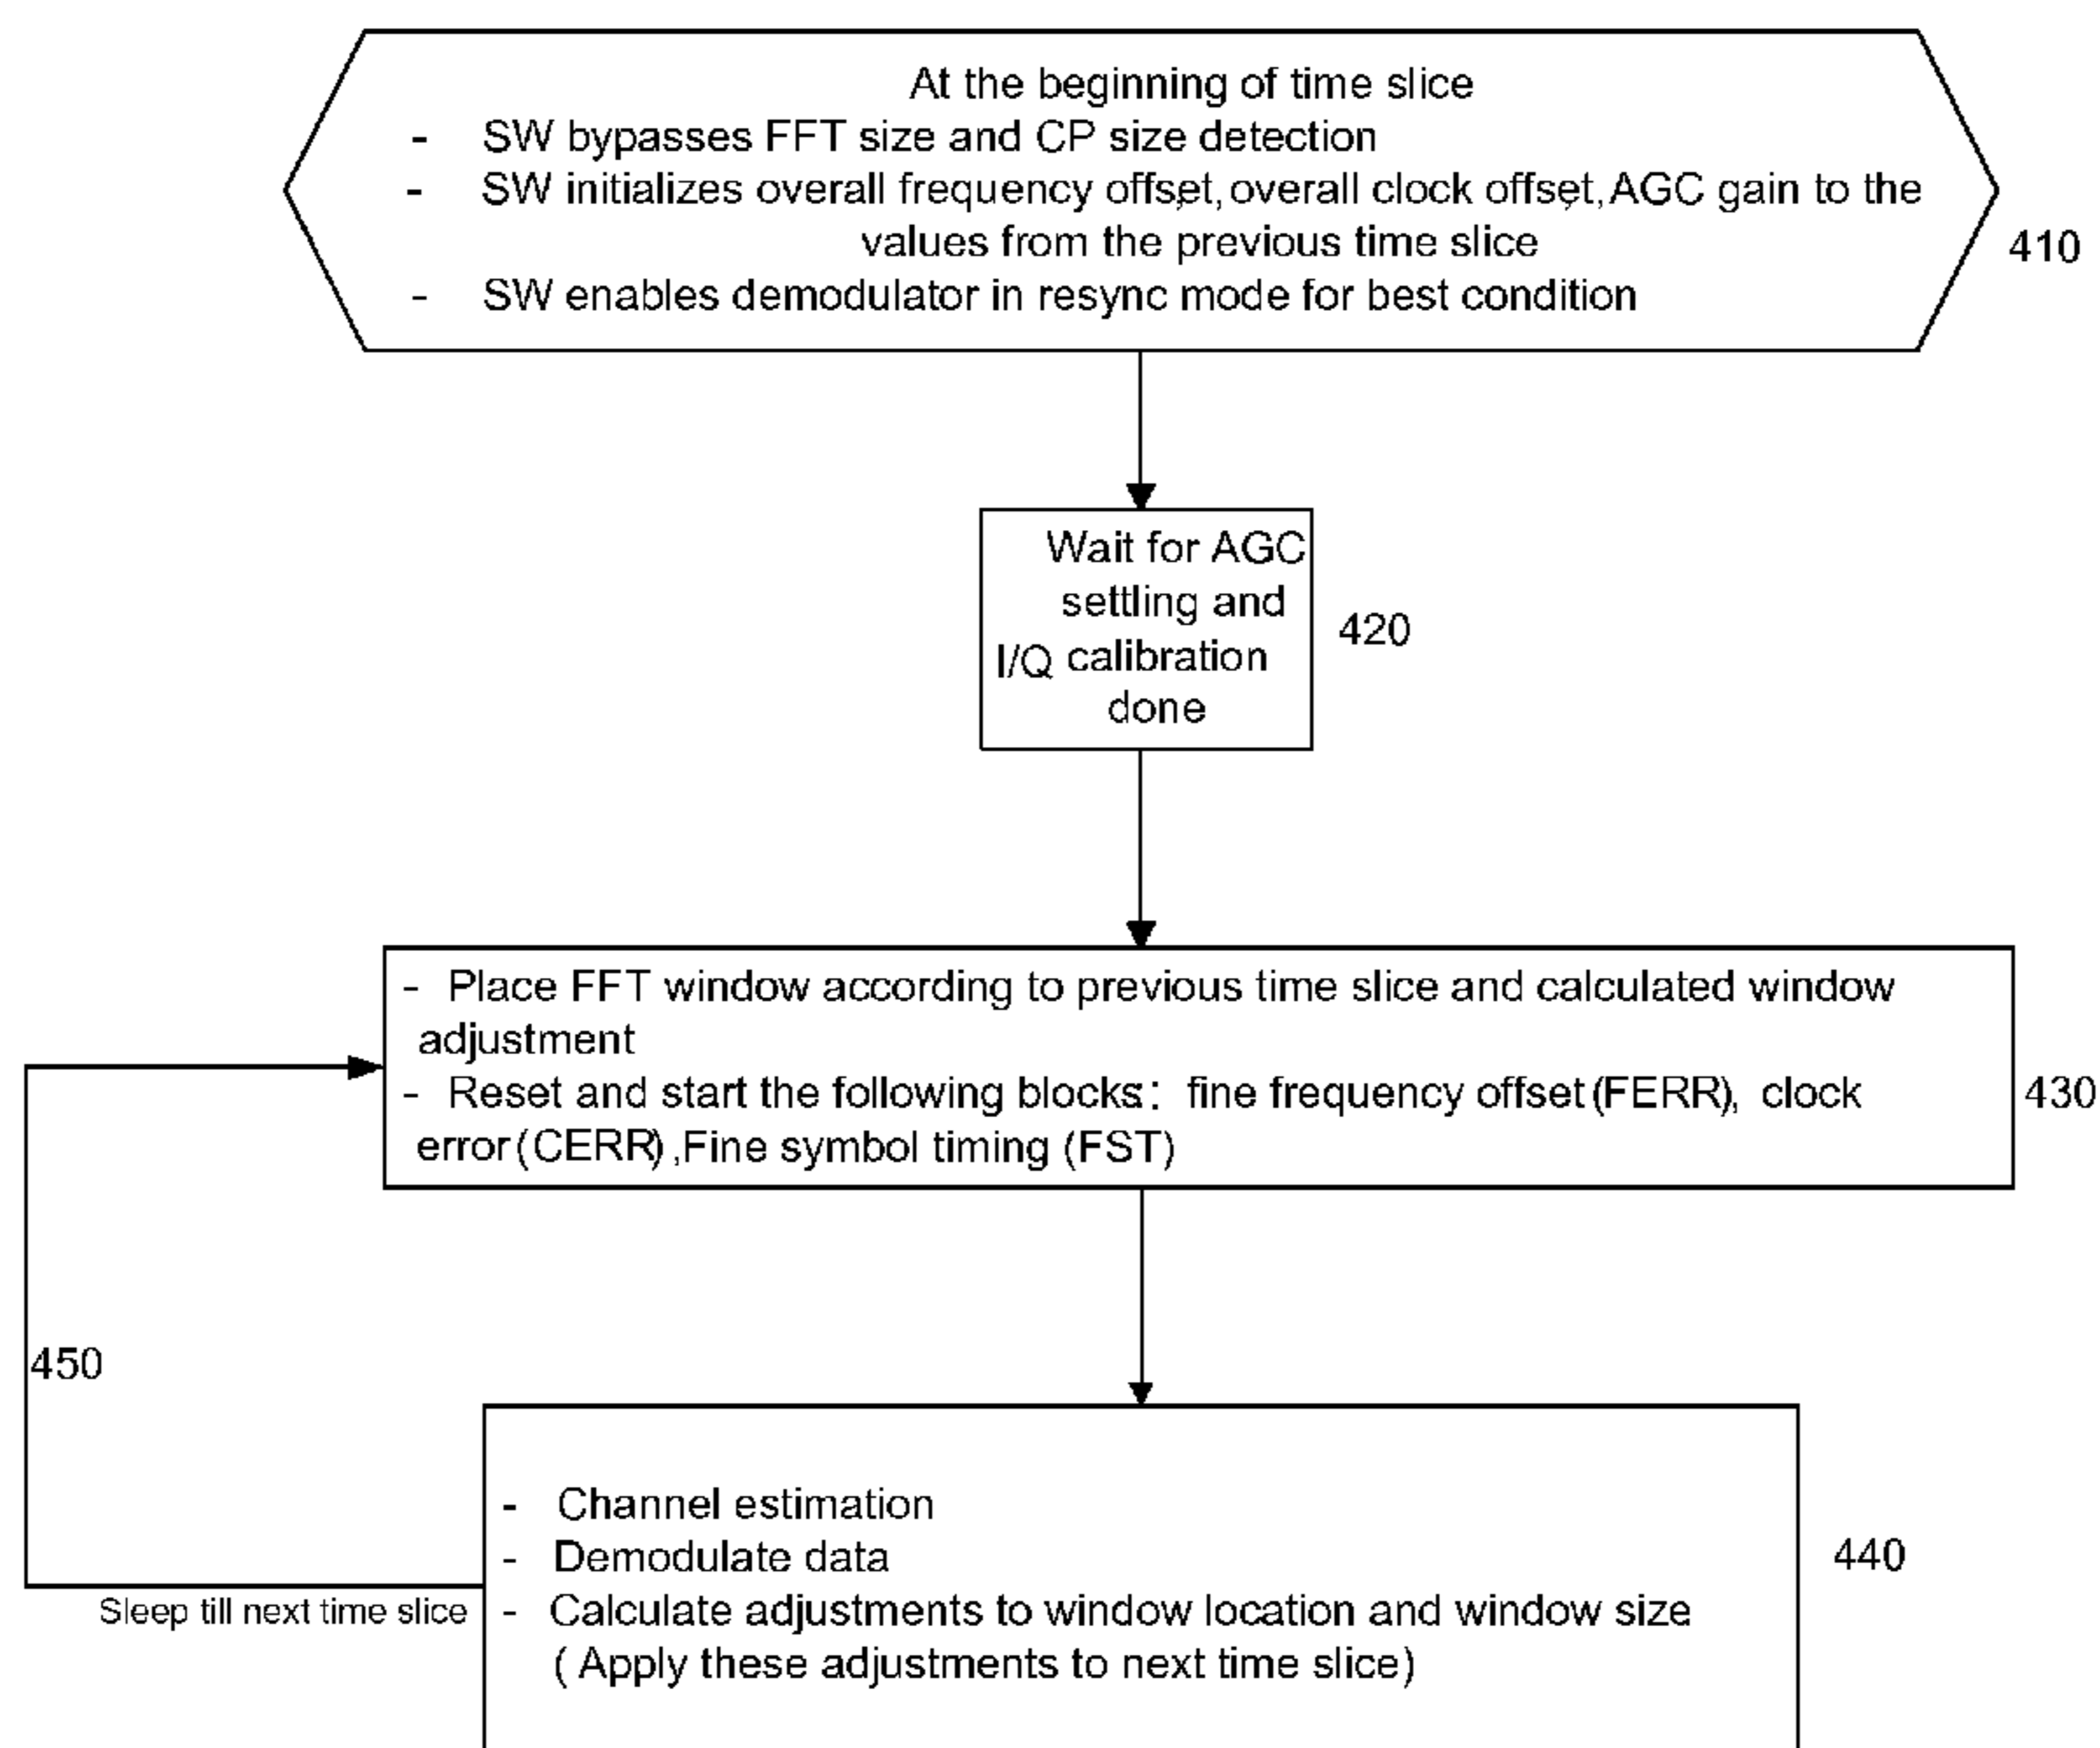 At the beginning of time slice
- SW bypasses FFT size and CP size detection
- SW initializes overall frequency offset, overall clock offset, AGC gain to the
values from the previous time slice
- SW enables demodulator in resync mode for best condition
410
Wait for AGC
settling and
I/Q calibration
done
420
- Place FFT window according to previous time slice and calculated window
adjustment
- Reset and start the following blocks: fine frequency offset (FERR), clock
error (CERR), Fine symbol timing (FST)
430
450
- Channel estimation
- Demodulate data
- Calculate adjustments to window location and window size
( Apply these adjustments to next time slice)
440
Sleep till next time slice